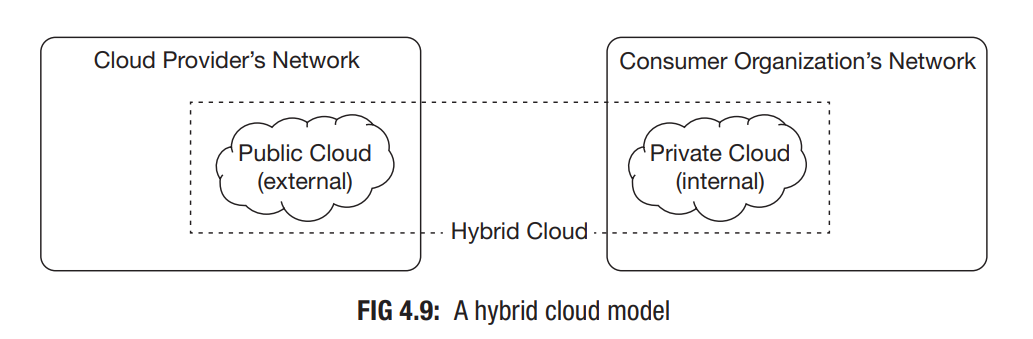 Cloud Provider’s Network
Consumer Organization’s Network
Public Cloud
(external)
Private Cloud
(internal)
Hybrid Cloud
FIG 4.9: A hybrid cloud model